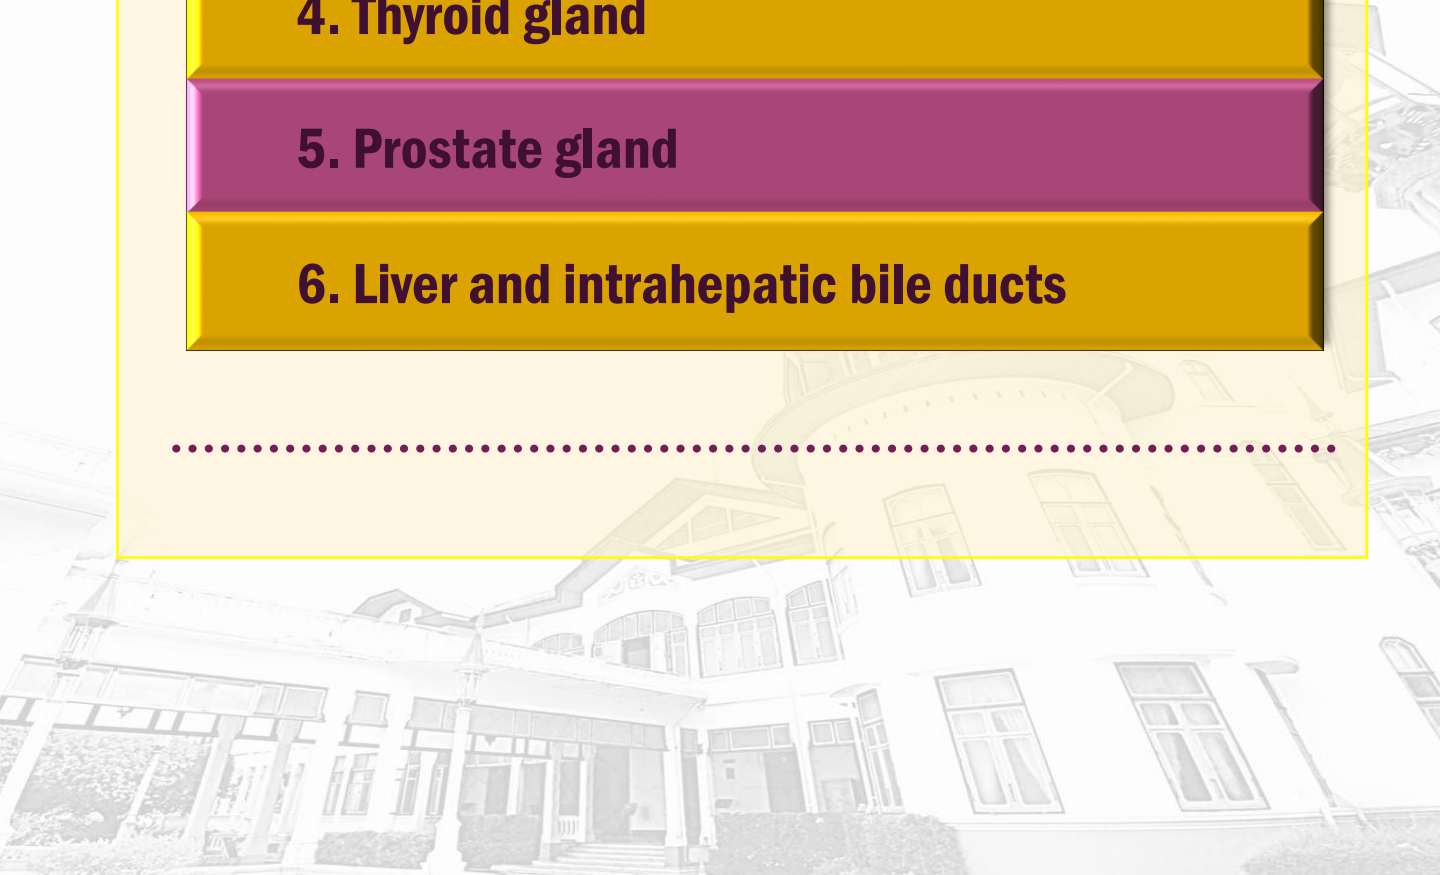 4. Thyroid gland
5. Prostate gland
6. Liver and intrahepatic bile ducts